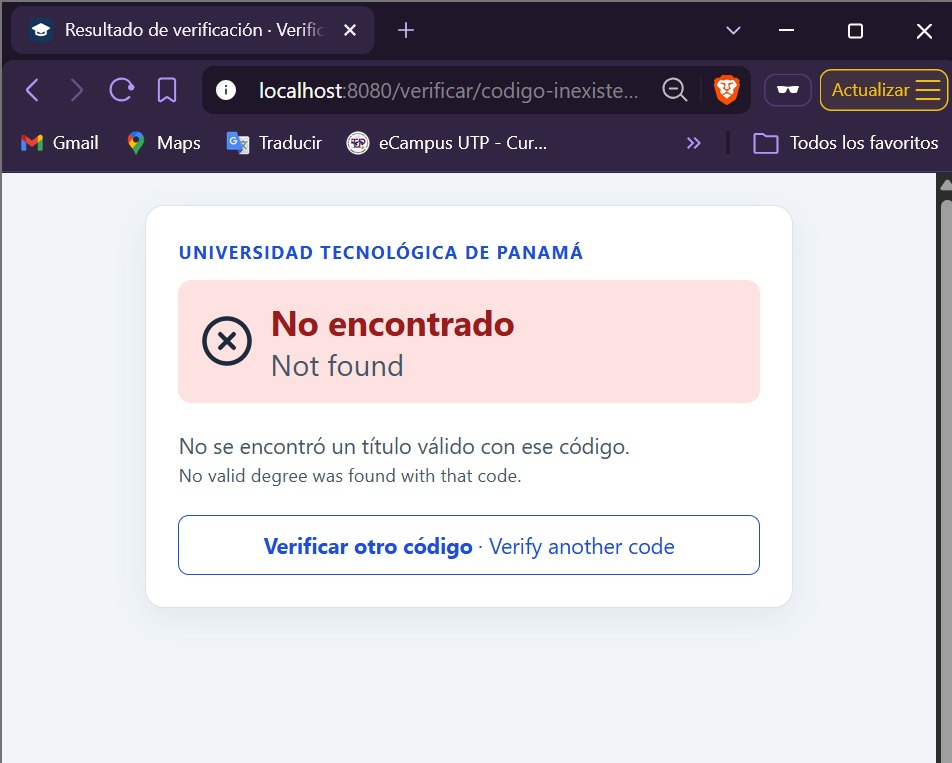 Resultado de verificación · Verific
localhost:8080/verificar/codigo-inexiste...
Actualizar
Gmail
Maps
Traducir
eCampus UTP - Cur...
Todos los favoritos
UNIVERSIDAD TECNOLÓGICA DE PANAMÁ
No encontrado
Not found
No se encontró un título válido con ese código.
No valid degree was found with that code.
Verificar otro código · Verify another code